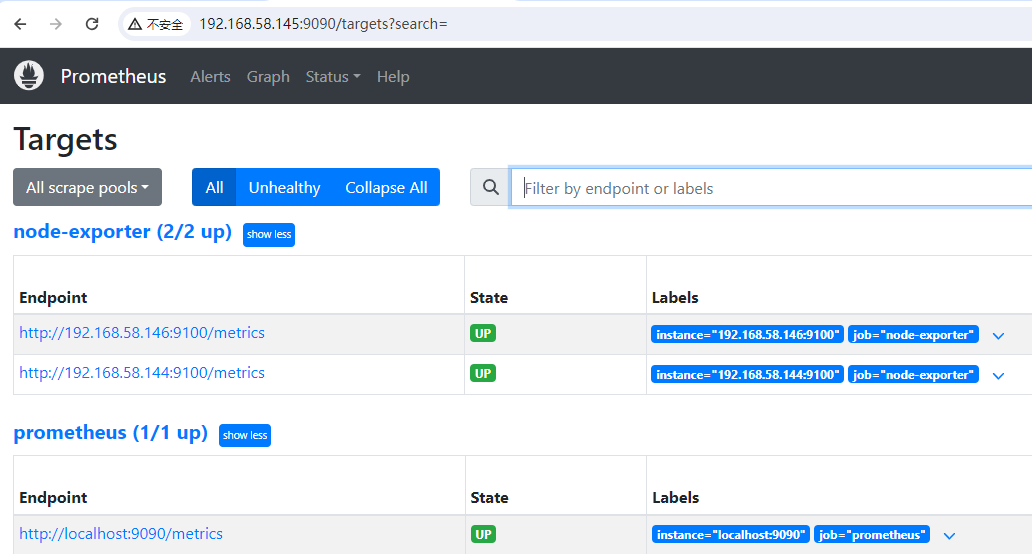 不安全 192.168.58.145:9090/targets?search=
Prometheus Alerts Graph Status Help
Targets
All scrape pools All Unhealthy Collapse All Filter by endpoint or labels
node-exporter (2/2 up) show less
Endpoint State Labels
http://192.168.58.146:9100/metrics UP instance="192.168.58.146:9100" job="node-exporter"
http://192.168.58.144:9100/metrics UP instance="192.168.58.144:9100" job="node-exporter"
prometheus (1/1 up) show less
Endpoint State Labels
http://localhost:9090/metrics UP instance="localhost:9090" job="prometheus"